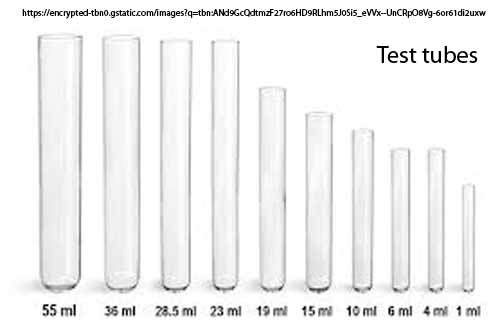 https://encrypted-tbn0.gstatic.com/images?q=tbn:ANd9GcQdtmzF27ro6HD9RLhm5J0Si5_eVVx--UnCRpO8Vg-6or61di2uxw
Test tubes
55 ml 36 ml 28.5 ml 23 ml 19 ml 15 ml 10 ml 6 ml 4 ml 1 ml